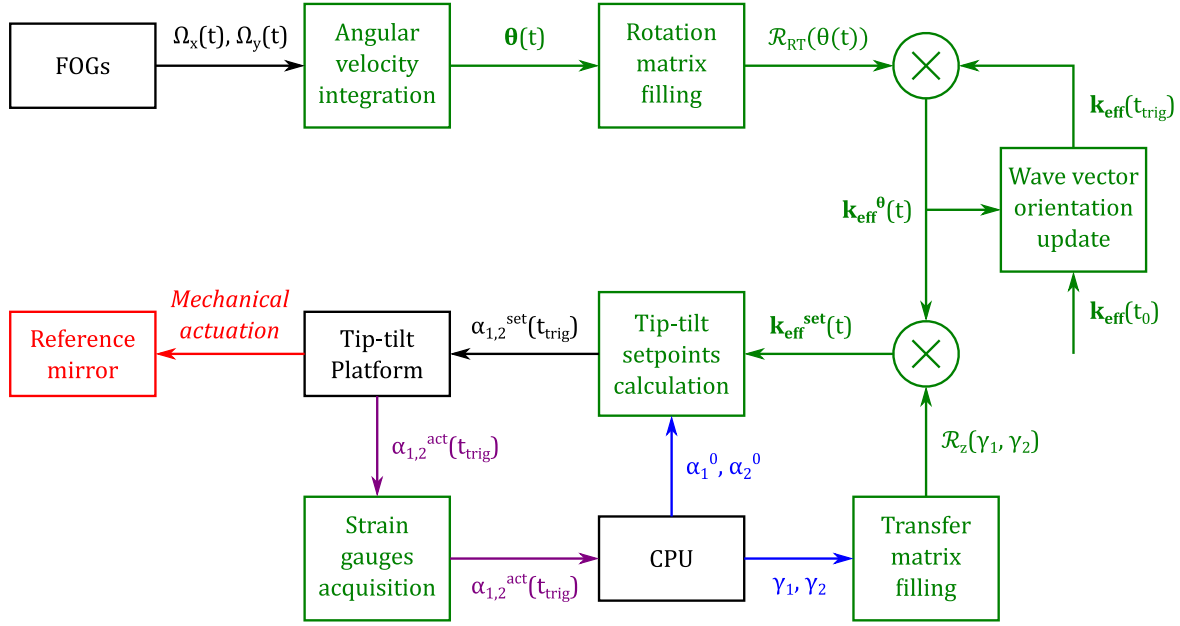 FOGs
Ωx(t), Ωy(t)
Angular
velocity
integration
θ(t)
Rotation
matrix
filling
ℛRT(θ(t))
keff(ttrig)
Wave vector
orientation
update
keffθ(t)
keff(t0)
Reference
mirror
Mechanical
actuation
Tip-tilt
Platform
α1,2set(ttrig)
Tip-tilt
setpoints
calculation
keffset(t)
α1,2act(ttrig)
α10, α20
ℛz(γ1, γ2)
Strain
gauges
acquisition
α1,2act(ttrig)
CPU
γ1, γ2
Transfer
matrix
filling